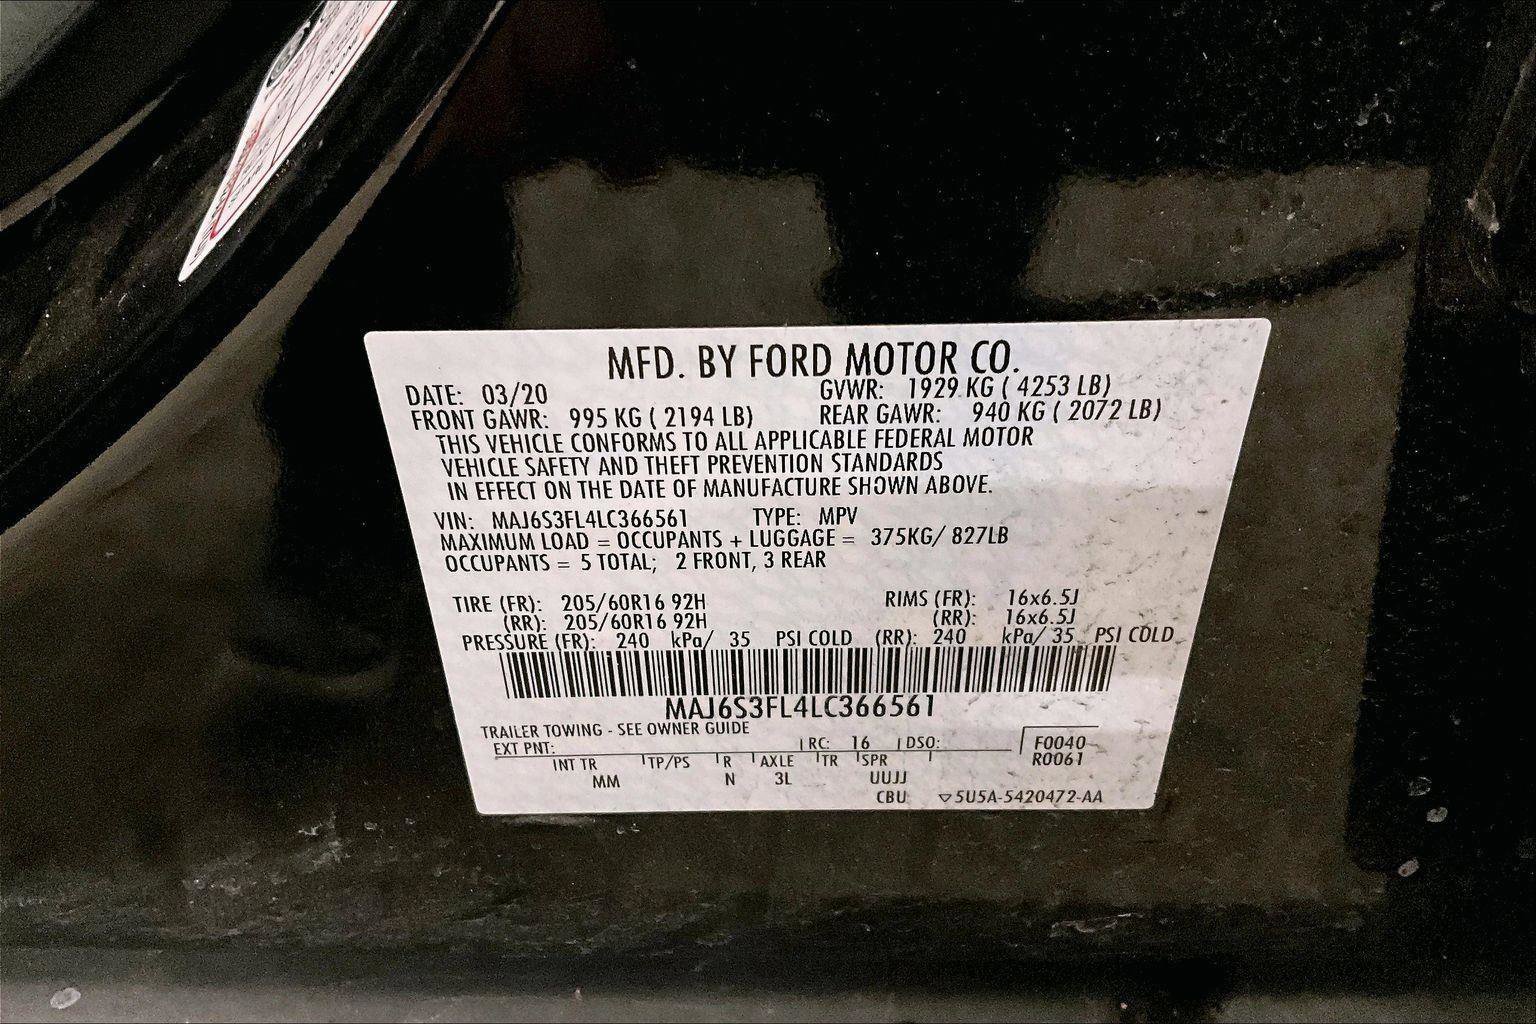 MFD. BY FORD MOTOR CO.
DATE: 03/20 GVWR: 1929 KG ( 4253 LB)
FRONT GAWR: 995 KG ( 2194 LB) REAR GAWR: 940 KG ( 2072 LB)
THIS VEHICLE CONFORMS TO ALL APPLICABLE FEDERAL MOTOR
VEHICLE SAFETY AND THEFT PREVENTION STANDARDS
IN EFFECT ON THE DATE OF MANUFACTURE SHOWN ABOVE.
VIN: MAJ6S3FL4LC366561 TYPE: MPV
MAXIMUM LOAD = OCCUPANTS + LUGGAGE = 375KG/ 827LB
OCCUPANTS = 5 TOTAL; 2 FRONT, 3 REAR
TIRE (FR): 205/60R16 92H RIMS (FR): 16x6.5J
(RR): 205/60R16 92H (RR): 16x6.5J
PRESSURE (FR): 240 kPa/ 35 PSI COLD (RR): 240 kPa/ 35 PSI COLD
MAJ6S3FL4LC366561
TRAILER TOWING - SEE OWNER GUIDE
EXT PNT: RC: 16 DSO: F0040
INT TR TP/PS R AXLE TR SPR R0061
MM N 3L UUJJ
CBU ▽5U5A-5420472-AA